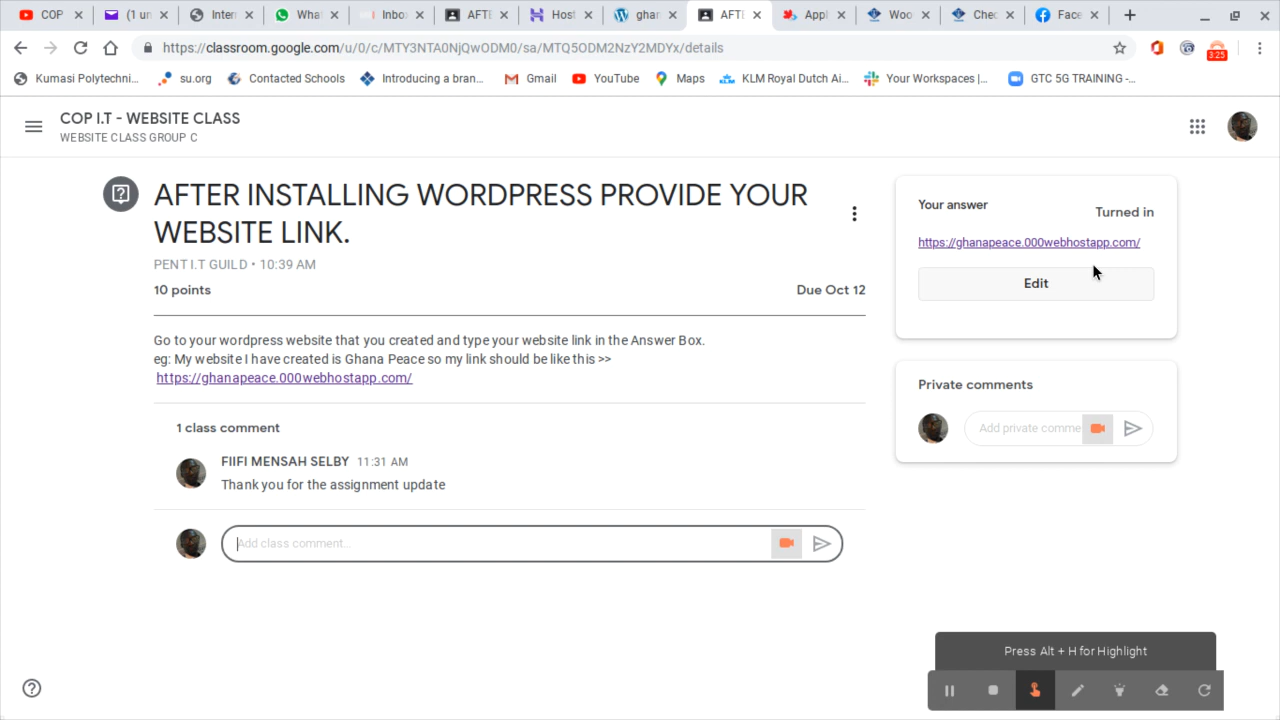 COP
(1 un
Inten
What
Inbo
AFTE
Host
ghar
AFTE
Appl
Woo
Chec
Face
https://classroom.google.com/u/0/c/MTY3NTA0NjQwODM0/sa/MTQ5ODM2NzY2MDYx/details
3:25
Kumasi Polytechni...
su.org
Contacted Schools
Introducing a bran...
Gmail
YouTube
Maps
KLM Royal Dutch Ai...
Your Workspaces |...
GTC 5G TRAINING -...
COP I.T - WEBSITE CLASS
WEBSITE CLASS GROUP C
AFTER INSTALLING WORDPRESS PROVIDE YOUR
WEBSITE LINK.
PENT I.T GUILD • 10:39 AM
10 points
Due Oct 12
Go to your wordpress website that you created and type your website link in the Answer Box.
eg: My website I have created is Ghana Peace so my link should be like this >>
https://ghanapeace.000webhostapp.com/
1 class comment
FIIFI MENSAH SELBY 11:31 AM
Thank you for the assignment update
Add class comment...
Your answer
Turned in
https://ghanapeace.000webhostapp.com/
Edit
Private comments
Add private comme
Press Alt + H for Highlight